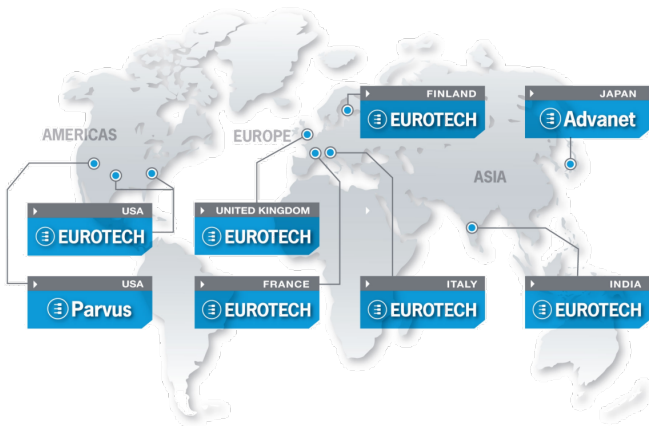 FINLAND
EUROTECH
JAPAN
Advanet
AMERICAS
EUROPE
ASIA
USA
EUROTECH
UNITED KINGDOM
EUROTECH
USA
Parvus
FRANCE
EUROTECH
ITALY
EUROTECH
INDIA
EUROTECH